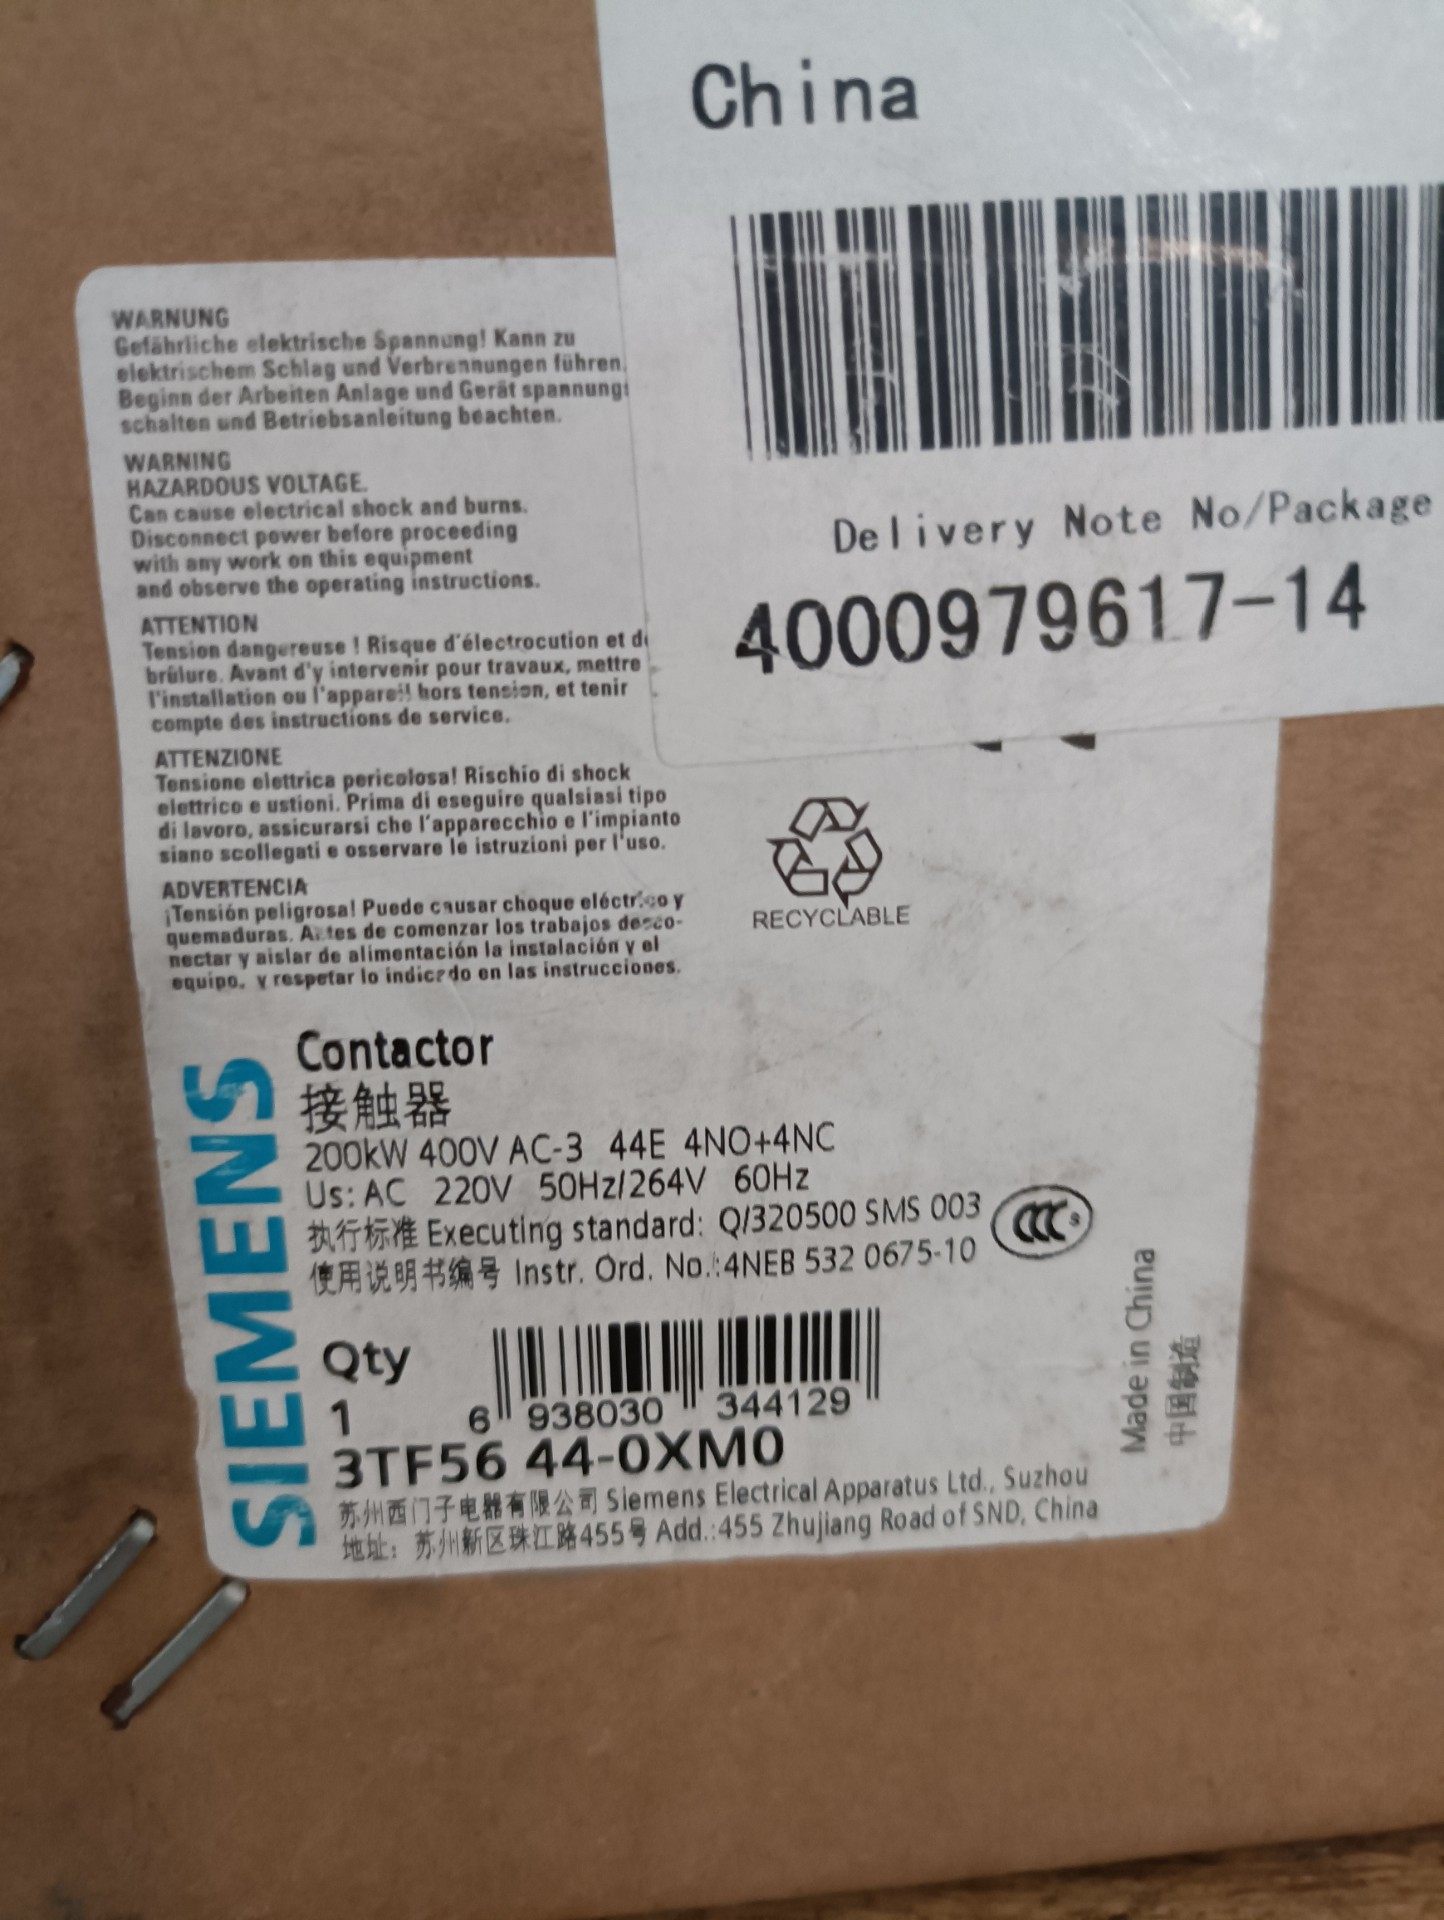 China
Delivery Note No/Package
4000979617-14
WARNUNG
Gefährliche elektrische Spannung! Kann zu
elektrischem Schlag und Verbrennungen führen.
Beginn der Arbeiten Anlage und Gerät spannungs
schalten und Betriebsanleitung beachten.
WARNING
HAZARDOUS VOLTAGE.
Can cause electrical shock and burns.
Disconnect power before proceeding
with any work on this equipment
and observe the operating instructions.
ATTENTION
Tension dangereuse ! Risque d'électrocution et de
brûlure. Avant d'y intervenir pour travaux, mettre
l'installation ou l'appareil hors tension, et tenir
compte des instructions de service.
ATTENZIONE
Tensione elettrica pericolosa! Rischio di shock
elettrico e ustioni. Prima di eseguire qualsiasi tipo
di lavoro, assicurarsi che l'apparecchio e l'impianto
siano scollegati e osservare le istruzioni per l'uso.
ADVERTENCIA
¡Tensión peligrosa! Puede causar choque eléctrico y
quemaduras. Antes de comenzar los trabajos desco-
nectar y aislar de alimentación la instalación y el
equipo, y respetar lo indicado en las instrucciones.
RECYCLABLE
SIEMENS
Contactor
接触器
200kW 400V AC-3 44E 4NO+4NC
Us: AC 220V 50Hz/264V 60Hz
执行标准 Executing standard: Q/320500 SMS 003
使用说明书编号 Instr. Ord. No.:4NEB 532 0675-10
CCC S
Qty
1
6 938030 344129
3TF56 44-0XM0
苏州西门子电器有限公司 Siemens Electrical Apparatus Ltd., Suzhou
地址：苏州新区珠江路455号 Add.:455 Zhujiang Road of SND, China
Made in China
中国制造